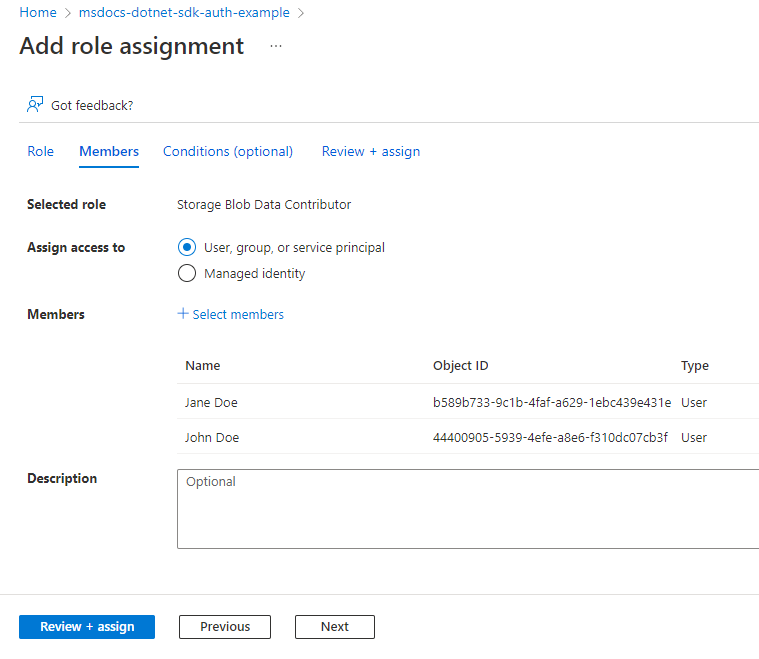 Home > msdocs-dotnet-sdk-auth-example >
Add role assignment ...
Got feedback?
Role Members Conditions (optional) Review + assign
Selected role Storage Blob Data Contributor
Assign access to User, group, or service principal
Managed identity
Members + Select members
Name Object ID Type
Jane Doe b589b733-9c1b-4faf-a629-1ebc439e431e User
John Doe 44400905-5939-4efe-a8e6-f310dc07cb3f User
Description Optional
Review + assign Previous Next